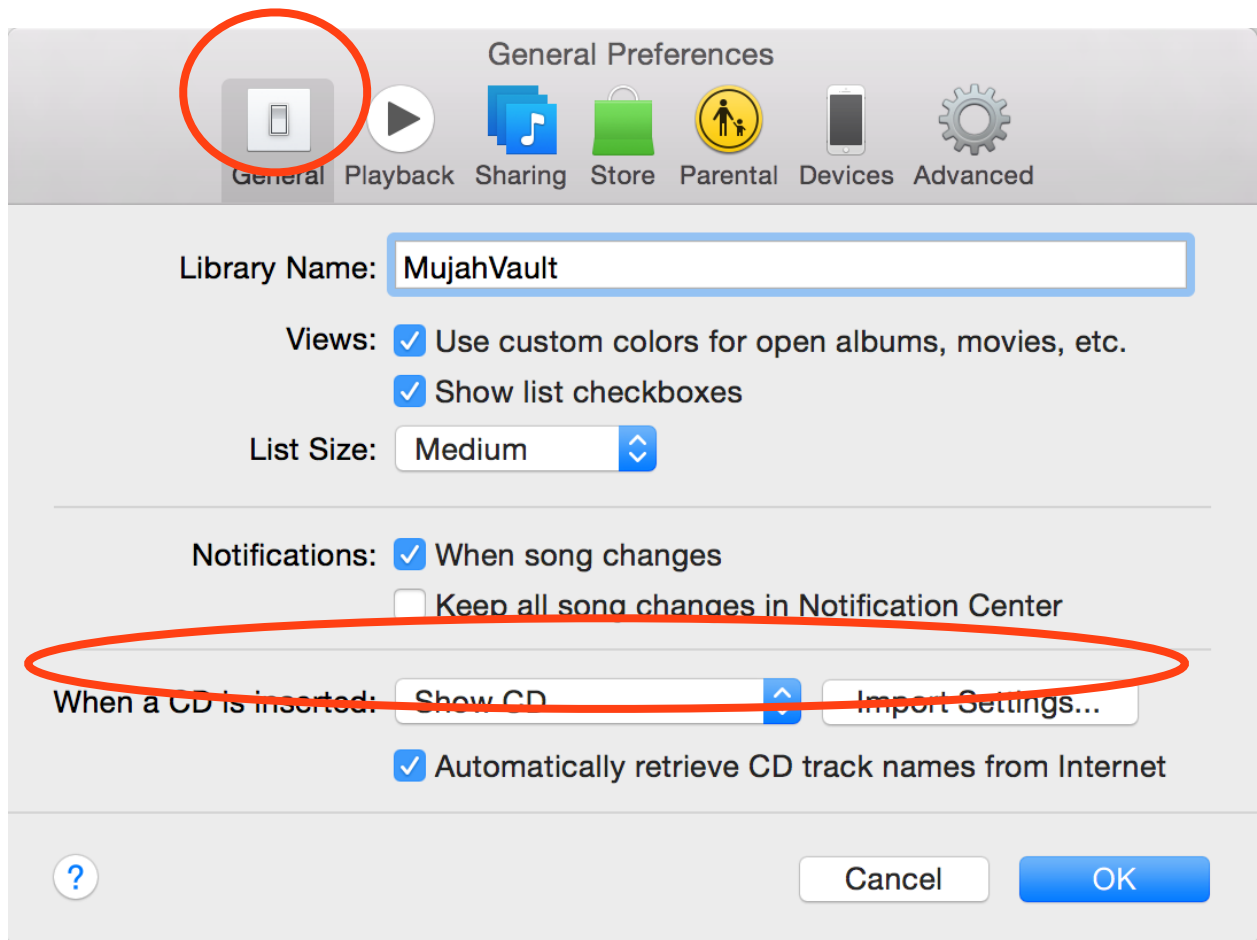 General Preferences
General Playback Sharing Store Parental Devices Advanced
Library Name: MujahVault
Views: Use custom colors for open albums, movies, etc.
Show list checkboxes
List Size: Medium
Notifications: When song changes
Keep all song changes in Notification Center
When a CD is inserted: Show CD Import Settings...
Automatically retrieve CD track names from Internet
? Cancel OK